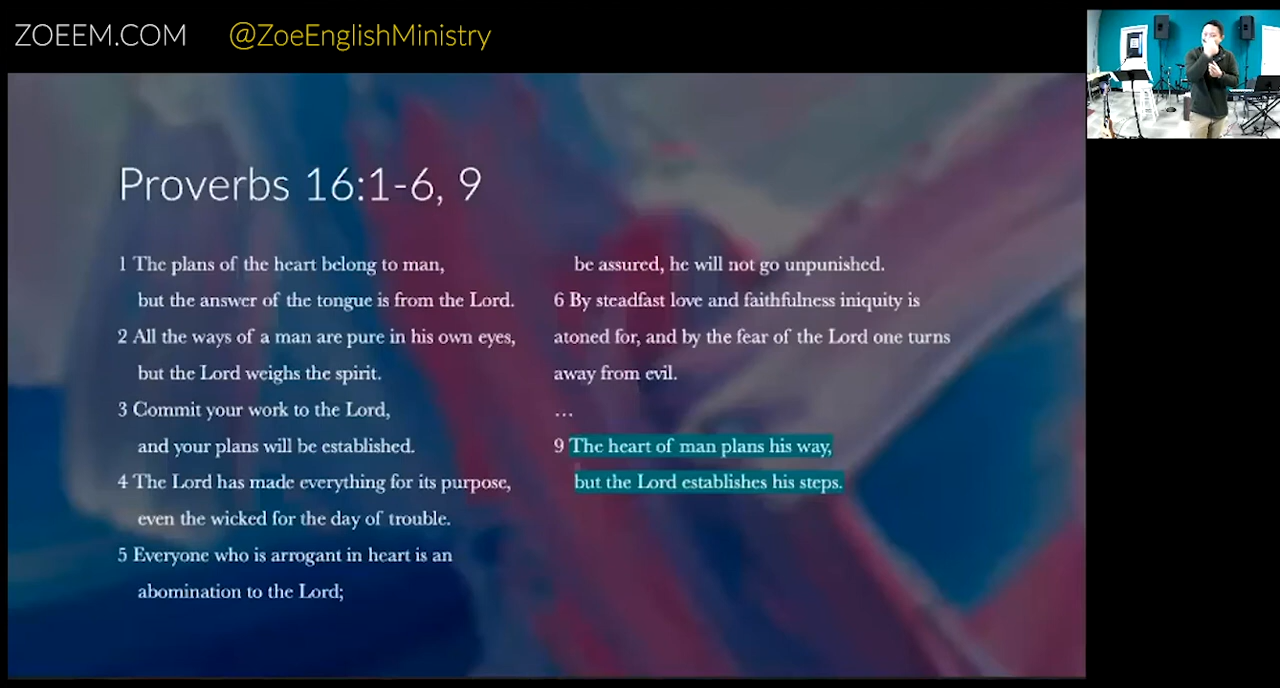 ZOEEM.COM @ZoeEnglishMinistry
Proverbs 16:1-6, 9
1 The plans of the heart belong to man,
but the answer of the tongue is from the Lord.
2 All the ways of a man are pure in his own eyes,
but the Lord weighs the spirit.
3 Commit your work to the Lord,
and your plans will be established.
4 The Lord has made everything for its purpose,
even the wicked for the day of trouble.
5 Everyone who is arrogant in heart is an
abomination to the Lord;
be assured, he will not go unpunished.
6 By steadfast love and faithfulness iniquity is
atoned for, and by the fear of the Lord one turns
away from evil.
…
9 The heart of man plans his way,
but the Lord establishes his steps.